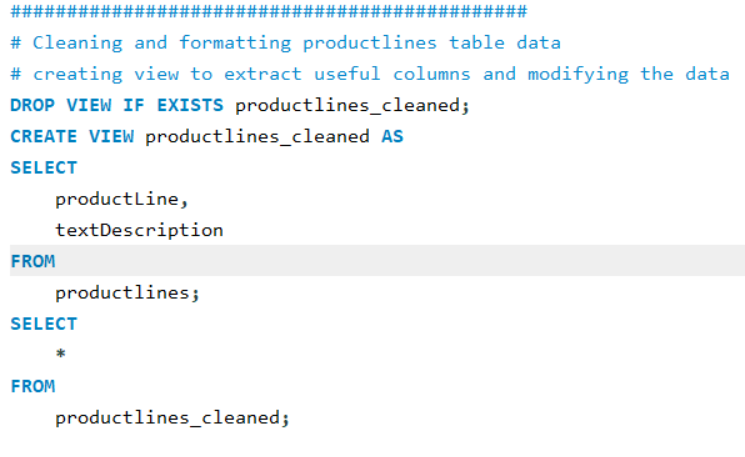 ##############################################
# Cleaning and formatting productlines table data
# creating view to extract useful columns and modifying the data
DROP VIEW IF EXISTS productlines_cleaned;
CREATE VIEW productlines_cleaned AS
SELECT
    productLine,
    textDescription
FROM
    productlines;
SELECT
    *
FROM
    productlines_cleaned;